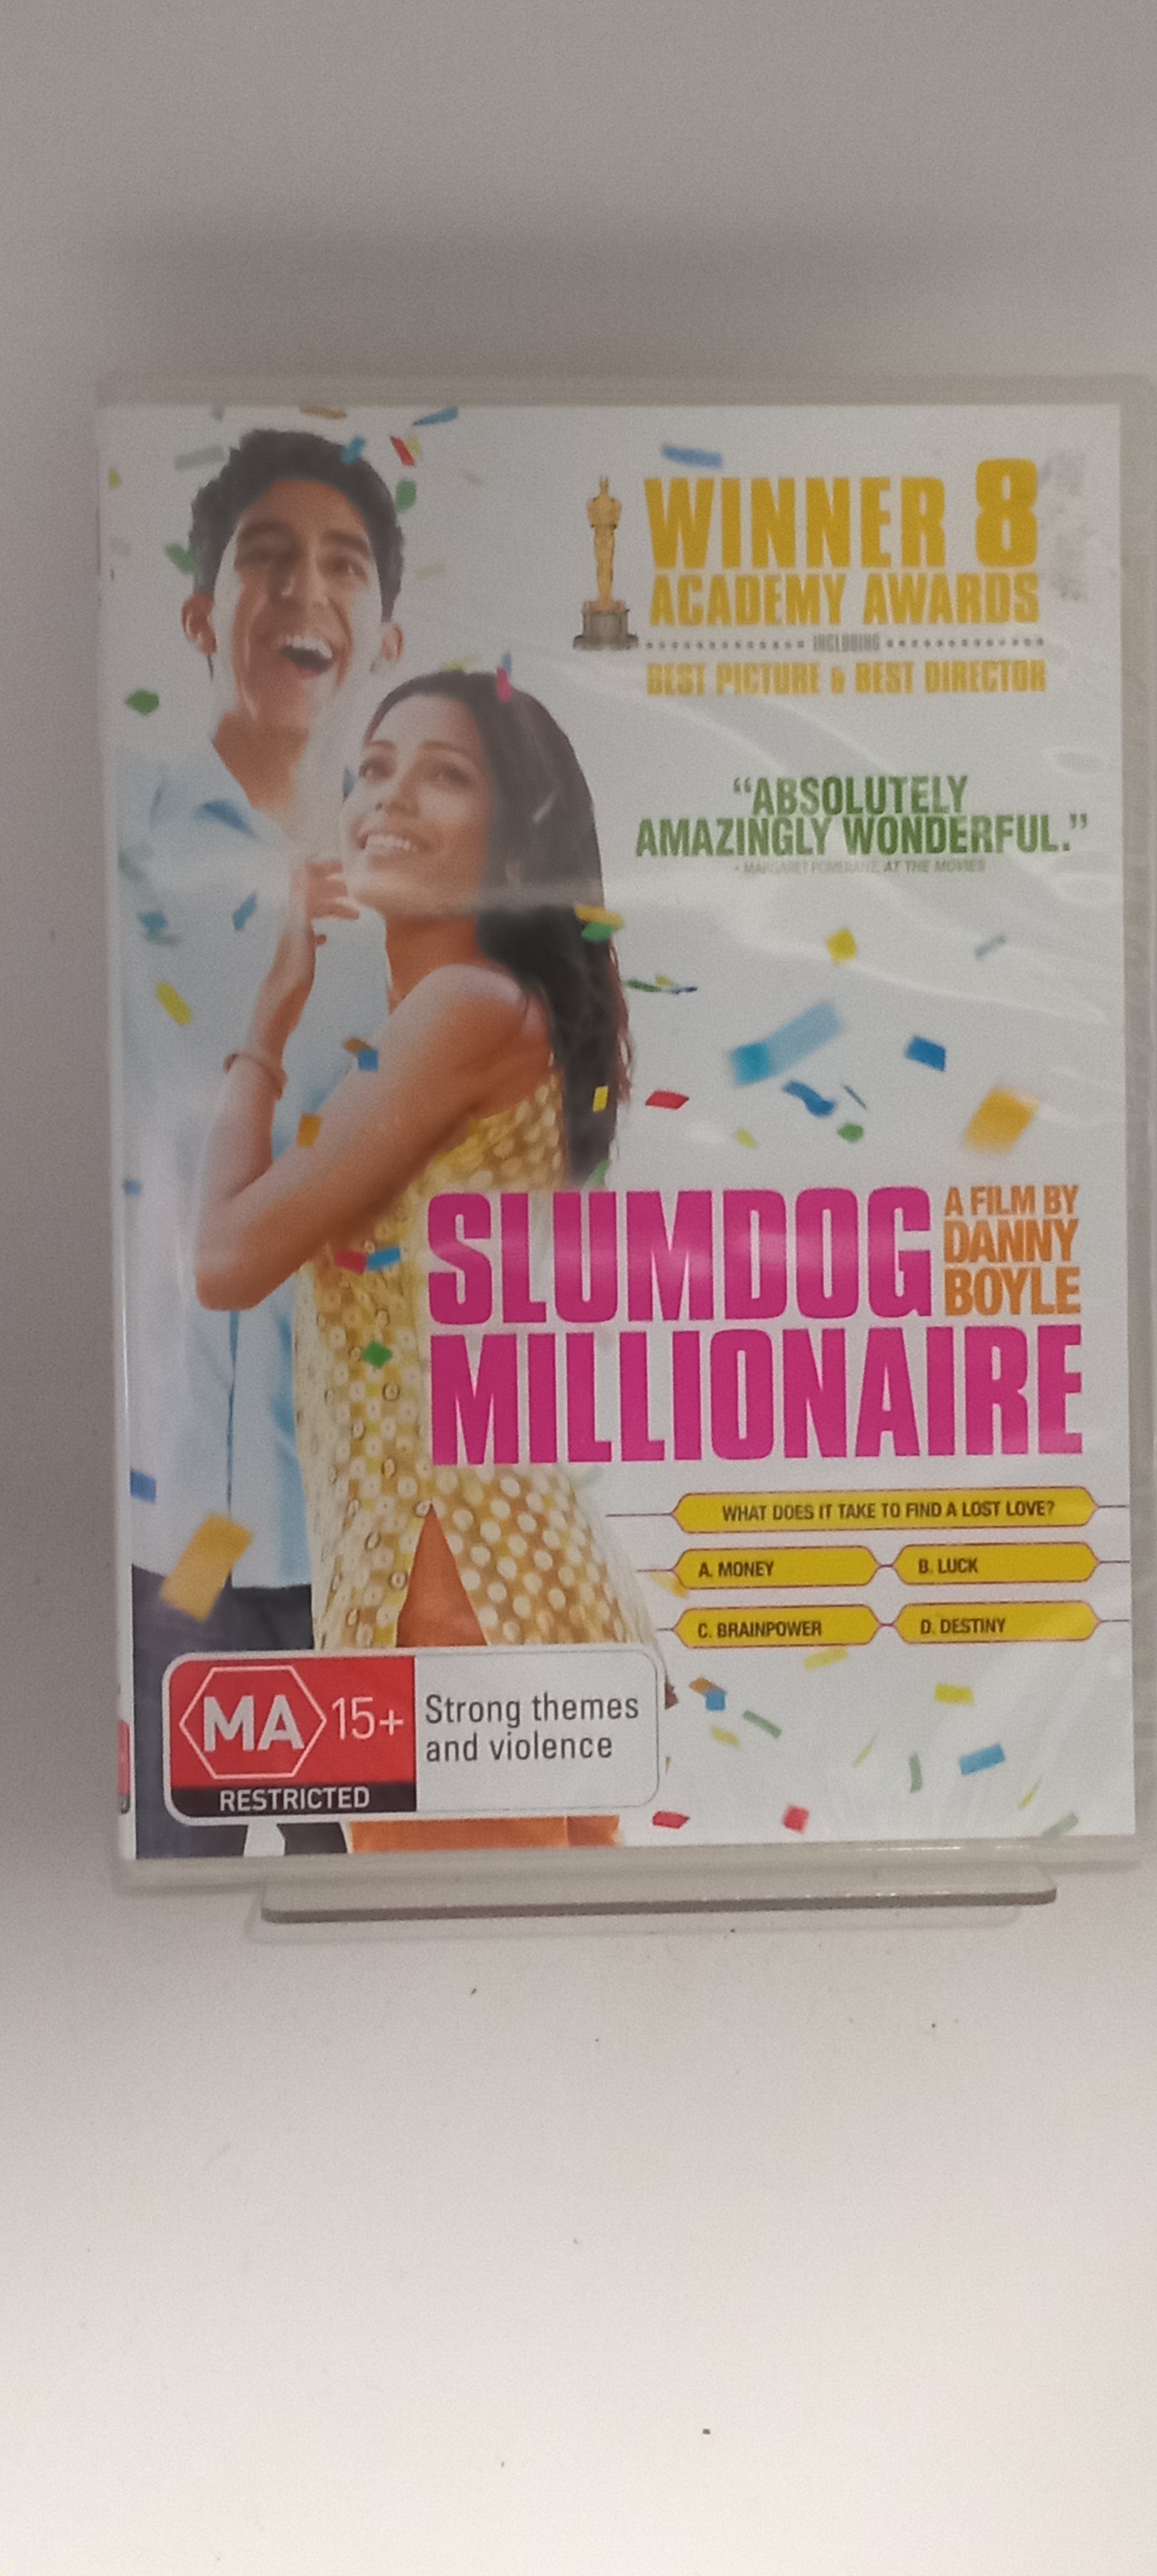 WINNER 8
ACADEMY AWARDS
INCLUDING
BEST PICTURE & BEST DIRECTOR
“ABSOLUTELY
AMAZINGLY WONDERFUL.”
- MARGARET POMERANZ, AT THE MOVIES
SLUMDOG
MILLIONAIRE
A FILM BY
DANNY
BOYLE
WHAT DOES IT TAKE TO FIND A LOST LOVE?
A. MONEY
B. LUCK
C. BRAINPOWER
D. DESTINY
MA 15+
RESTRICTED
Strong themes
and violence